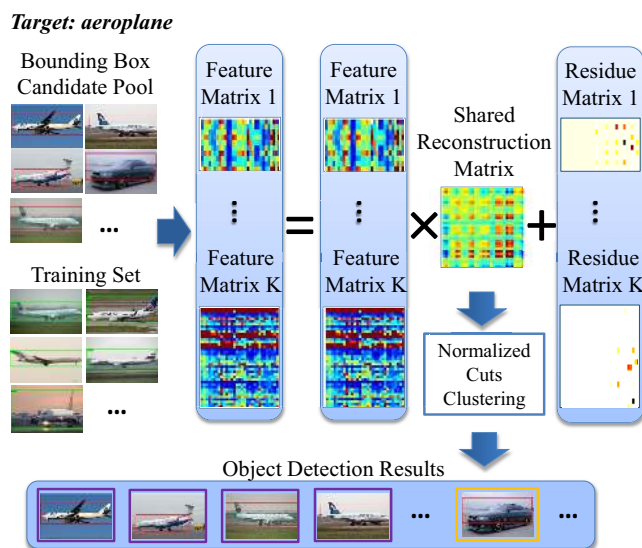 Target: aeroplane
Bounding Box
Candidate Pool
...
Training Set
...
Feature
Matrix 1
...
Feature
Matrix K
=
Feature
Matrix 1
...
Feature
Matrix K
×
Shared
Reconstruction
Matrix
+
Residue
Matrix 1
...
Residue
Matrix K
Normalized
Cuts
Clustering
Object Detection Results
... ...